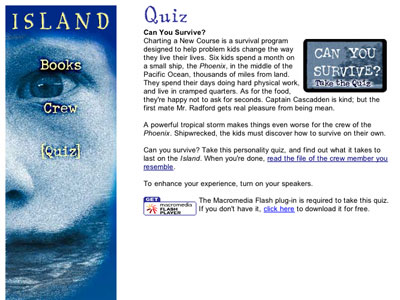 ISLAND
Books
Crew
[Quiz]
Quiz
Can You Survive?
Charting a New Course is a survival program
designed to help problem kids change the way
they live their lives. Six kids spend a month on
a small ship, the Phoenix, in the middle of the
Pacific Ocean, thousands of miles from land.
They spend their days doing hard physical work,
and live in cramped quarters. As for the food,
they're happy not to ask for seconds. Captain Cascadden is kind; but the
first mate Mr. Radford gets real pleasure from being mean.
CAN YOU
SURVIVE?
Take the Quiz
A powerful tropical storm makes things even worse for the crew of the
Phoenix. Shipwrecked, the kids must discover how to survive on their own.
Can you survive? Take this personality quiz, and find out what it takes to
last on the Island. When you're done, read the file of the crew member you
resemble.
To enhance your experience, turn on your speakers.
GET
macromedia
FLASH
PLAYER
The Macromedia Flash plug-in is required to take this quiz.
If you don't have it, click here to download it for free.